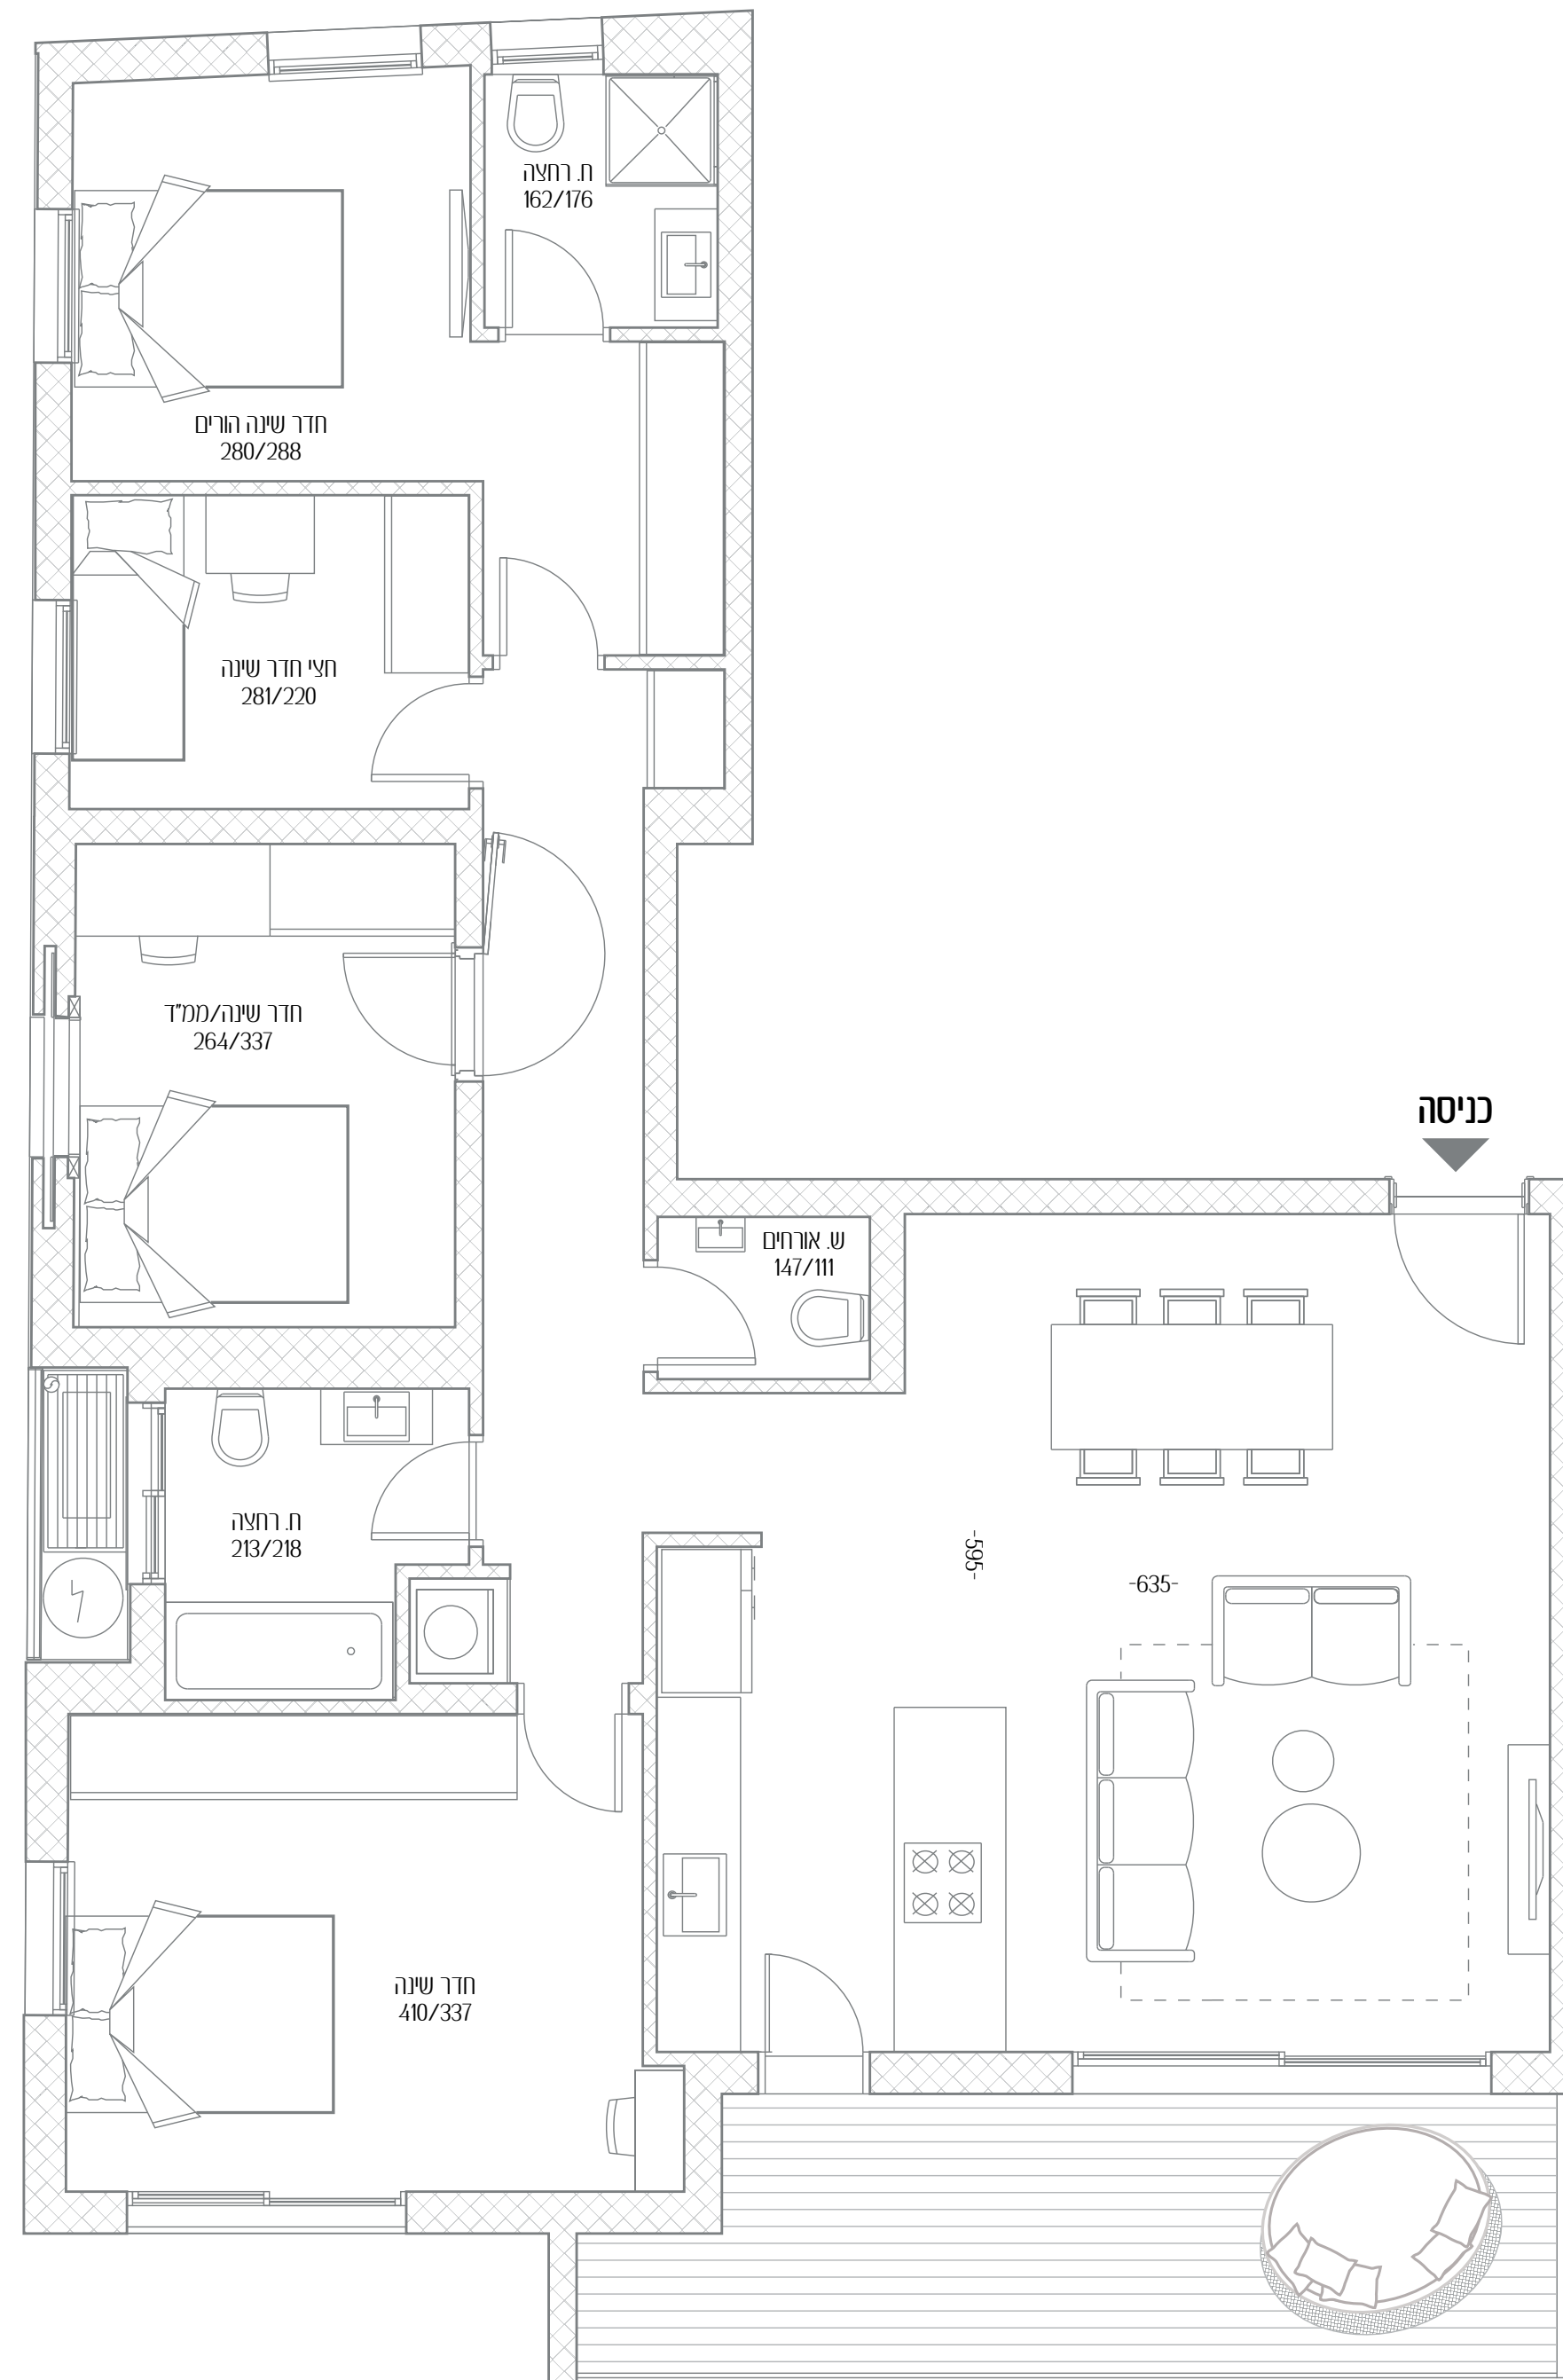 ח. רחצה
162/176
חדר שינה הורים
280/288
חצי חדר שינה
281/220
חדר שינה/ממ"ד
264/337
כניסה
ש. אורחים
147/111
ח. רחצה
213/218
-595-
-635-
חדר שינה
410/337